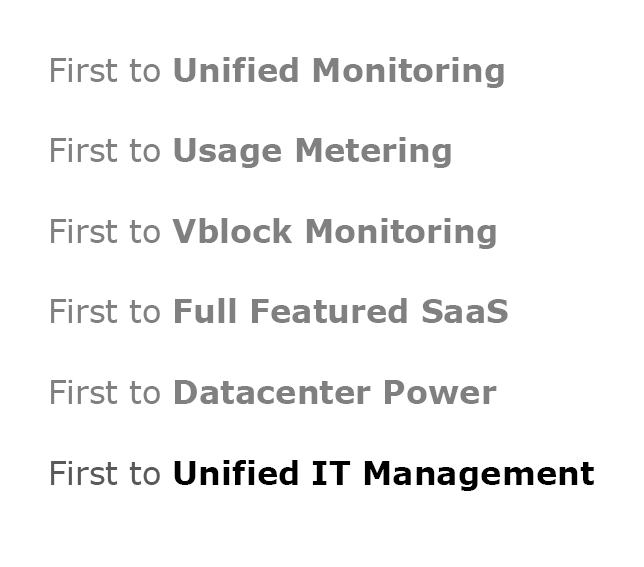 First to Unified Monitoring
First to Usage Metering
First to Vblock Monitoring
First to Full Featured SaaS
First to Datacenter Power
First to Unified IT Management